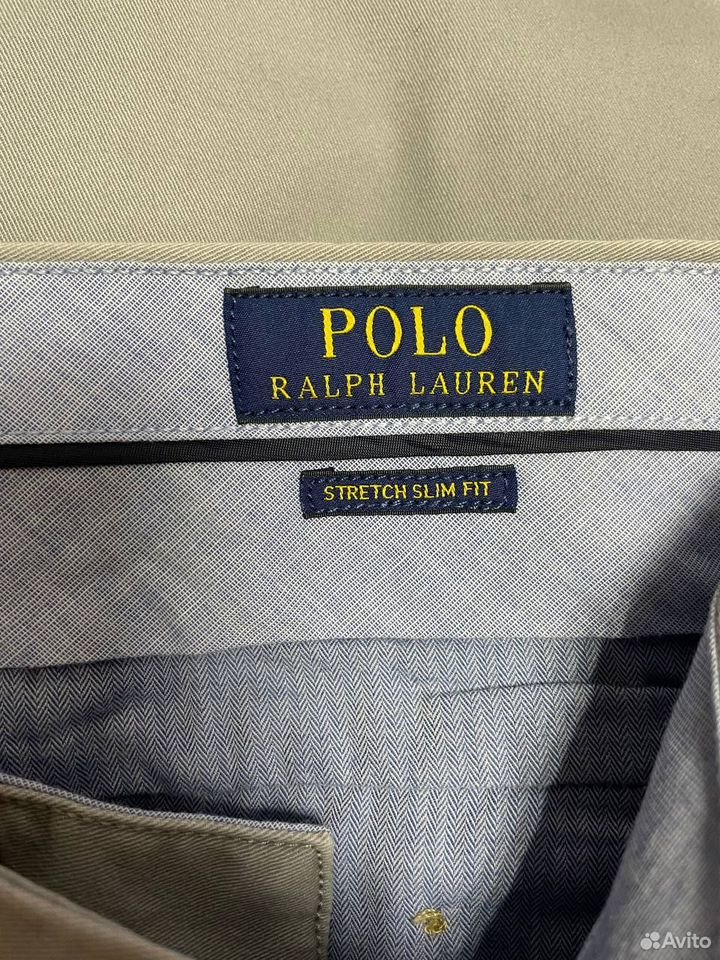 POLO
RALPH LAUREN
STRETCH SLIM FIT
Avito